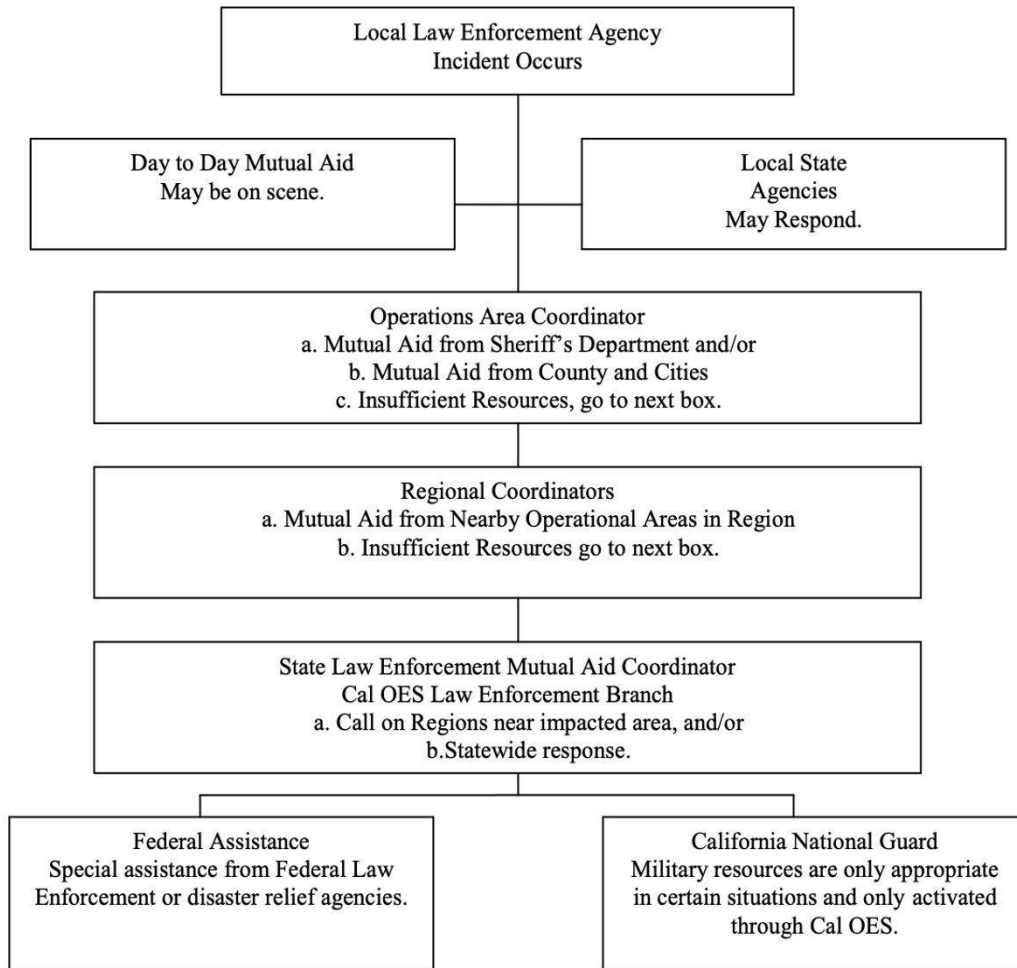 Local Law Enforcement Agency
Incident Occurs
Day to Day Mutual Aid
May be on scene.
Local State
Agencies
May Respond.
Operations Area Coordinator
a. Mutual Aid from Sheriff’s Department and/or
b. Mutual Aid from County and Cities
c. Insufficient Resources, go to next box.
Regional Coordinators
a. Mutual Aid from Nearby Operational Areas in Region
b. Insufficient Resources go to next box.
State Law Enforcement Mutual Aid Coordinator
Cal OES Law Enforcement Branch
a. Call on Regions near impacted area, and/or
b.Statewide response.
Federal Assistance
Special assistance from Federal Law
Enforcement or disaster relief agencies.
California National Guard
Military resources are only appropriate
in certain situations and only activated
through Cal OES.